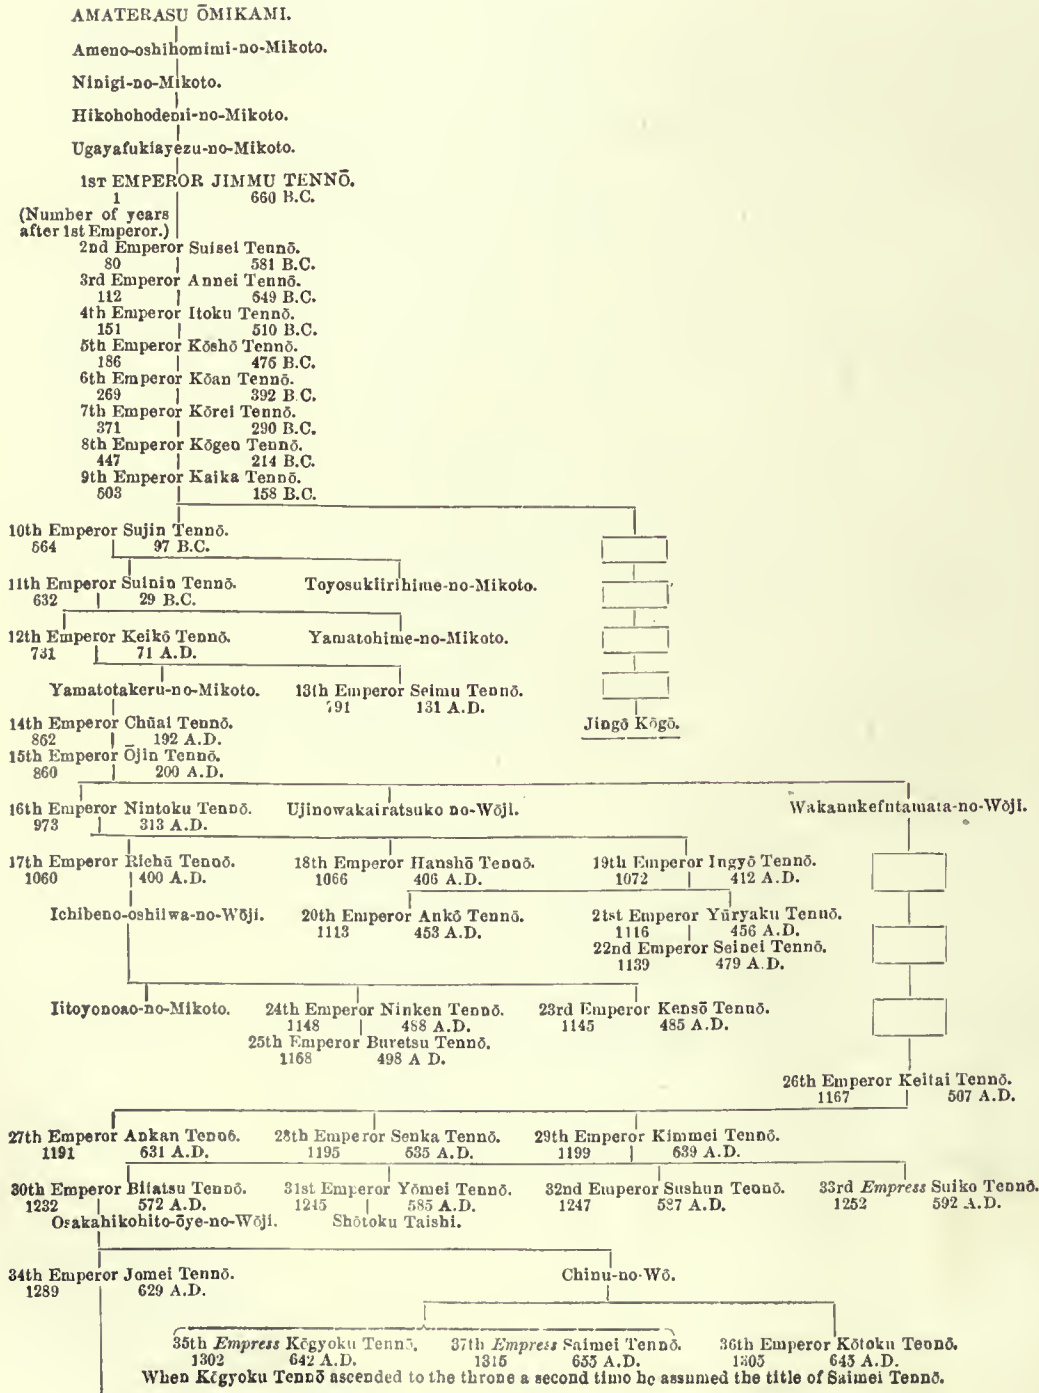 AMATERASU ŌMIKAMI.
Ameno-oshihomimi-no-Mikoto.
Ninigi-no-Mikoto.
Hikohohodemi-no-Mikoto.
Ugayafukiayezu-no-Mikoto.
1ST EMPEROR JIMMU TENNŌ.
1 660 B.C.
(Number of years
after 1st Emperor.)
2nd Emperor Suisei Tennō.
80 581 B.C.
3rd Emperor Annei Tennō.
112 549 B.C.
4th Emperor Itoku Tennō.
151 510 B.C.
5th Emperor Kōshō Tennō.
186 475 B.C.
6th Emperor Kōan Tennō.
269 392 B.C.
7th Emperor Kōrei Tennō.
371 290 B.C.
8th Emperor Kōgen Tennō.
447 214 B.C.
9th Emperor Kaika Tennō.
503 158 B.C.
10th Emperor Sujin Tennō.
564 97 B.C.
11th Emperor Suinin Tennō. Toyosukiirihime-no-Mikoto.
632 29 B.C.
12th Emperor Keikō Tennō. Yamatohime-no-Mikoto.
731 71 A.D.
Yamatotakeru-no-Mikoto. 13th Emperor Seimu Tennō.
791 131 A.D.
Jingō Kōgō.
14th Emperor Chūai Tennō.
862 192 A.D.
15th Emperor Ōjin Tennō.
860 200 A.D.
16th Emperor Nintoku Tennō. Ujinowakairatsuko no-Wōji. Wakanukefutamata-no-Wōji.
973 313 A.D.
17th Emperor Richū Tennō. 18th Emperor Hanshō Tennō. 19th Emperor Ingyō Tennō.
1060 400 A.D. 1066 406 A.D. 1072 412 A.D.
Ichibeno-oshiiwa-no-Wōji. 20th Emperor Ankō Tennō. 21st Emperor Yūryaku Tennō.
1113 453 A.D. 1116 456 A.D.
22nd Emperor Seinei Tennō.
1139 479 A.D.
Iitoyonoao-no-Mikoto. 24th Emperor Ninken Tennō. 23rd Emperor Kensō Tennō.
1148 488 A.D. 1145 485 A.D.
25th Emperor Buretsu Tennō.
1168 498 A D.
26th Emperor Keitai Tennō.
1167 507 A.D.
27th Emperor Ankan Tennō. 28th Emperor Senka Tennō. 29th Emperor Kimmei Tennō.
1191 531 A.D. 1195 535 A.D. 1199 539 A.D.
30th Emperor Bitatsu Tennō. 31st Emperor Yōmei Tennō. 32nd Emperor Sushun Tennō. 33rd Empress Suiko Tennō.
1232 572 A.D. 1245 585 A.D. 1247 587 A.D. 1252 592 A.D.
Osakahikohito-ōye-no-Wōji. Shōtoku Taishi.
34th Emperor Jomei Tennō. Chinu-no-Wō.
1289 629 A.D.
35th Empress Kōgyoku Tennō. 37th Empress Saimei Tennō. 36th Emperor Kōtoku Tennō.
1302 642 A.D. 1315 655 A.D. 1305 645 A.D.
When Kōgyoku Tennō ascended to the throne a second time he assumed the title of Saimei Tennō.